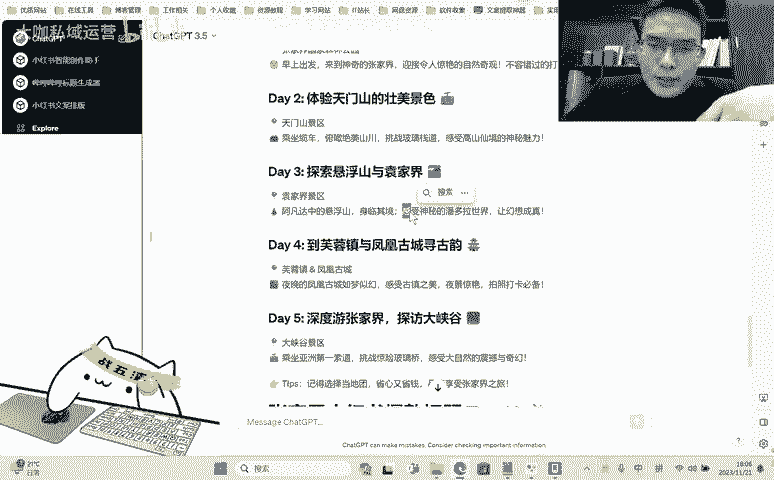 优质网站 在线工具 博客管理 工作相关 个人收藏 资源教程 学习网站 IT站长 网盘资源 软件收集 文案提取神器
大咖私域运营
ChatGPT
ChatGPT 3.5
小红书智能创作助手
哔哩哔哩标题生成器
小红书文案排版
Explore
早上出发，来到神奇的张家界，迎接令人惊艳的自然奇观！不容错过的打
Day 2: 体验天门山的壮美景色
天门山景区
乘坐缆车，俯瞰绝美山川，挑战玻璃栈道，感受高山仙境的神秘魅力！
Day 3: 探索悬浮山与袁家界
搜索 ...
袁家界景区
阿凡达中的悬浮山，身临其境；感受神秘的潘多拉世界，让幻想成真！
Day 4: 到芙蓉镇与凤凰古城寻古韵
芙蓉镇 & 凤凰古城
夜晚的凤凰古城如梦似幻，感受古镇之美，夜景惊艳，拍照打卡必备！
Day 5: 深度游张家界，探访大峡谷
大峡谷景区
乘坐亚洲第一索道，挑战惊险玻璃桥，感受大自然的震撼与奇幻！
Tips: 记得选择当地团，省心又省钱，享受张家界之旅！
Message ChatGPT...
ChatGPT can make mistakes. Consider checking important information.
?
21°C
搜索
中
拼
18:06
2023/11/21